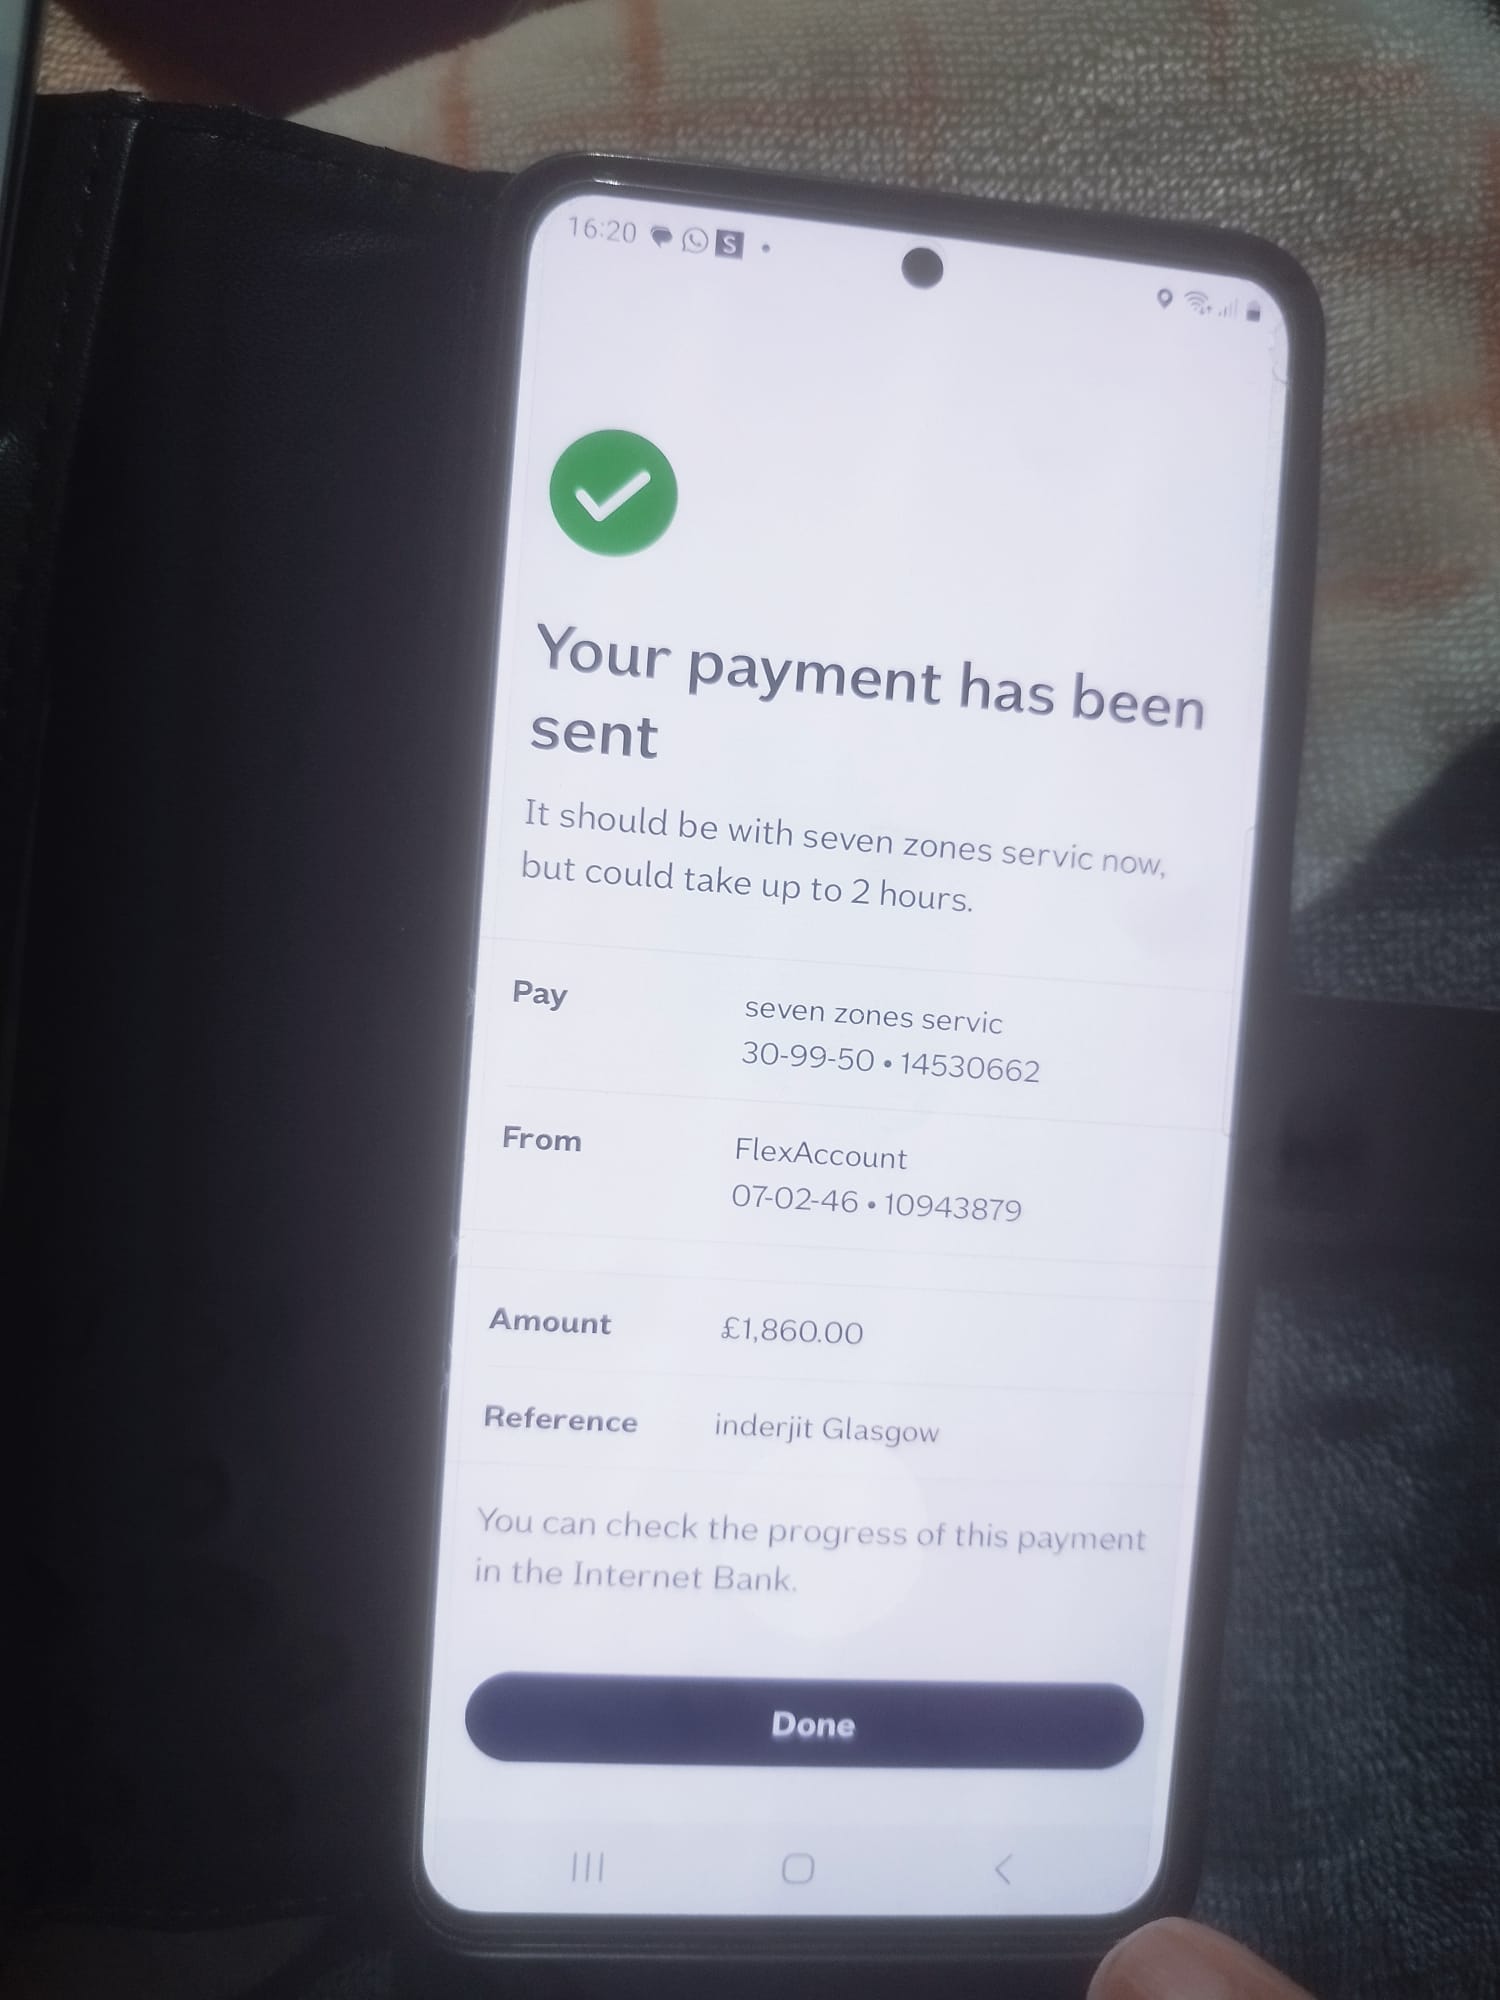 16:20 S
Your payment has been
sent
It should be with seven zones servic now,
but could take up to 2 hours.
Pay
seven zones servic
30-99-50 • 14530662
From
FlexAccount
07-02-46 • 10943879
Amount £1,860.00
Reference inderjit Glasgow
You can check the progress of this payment
in the Internet Bank.
Done